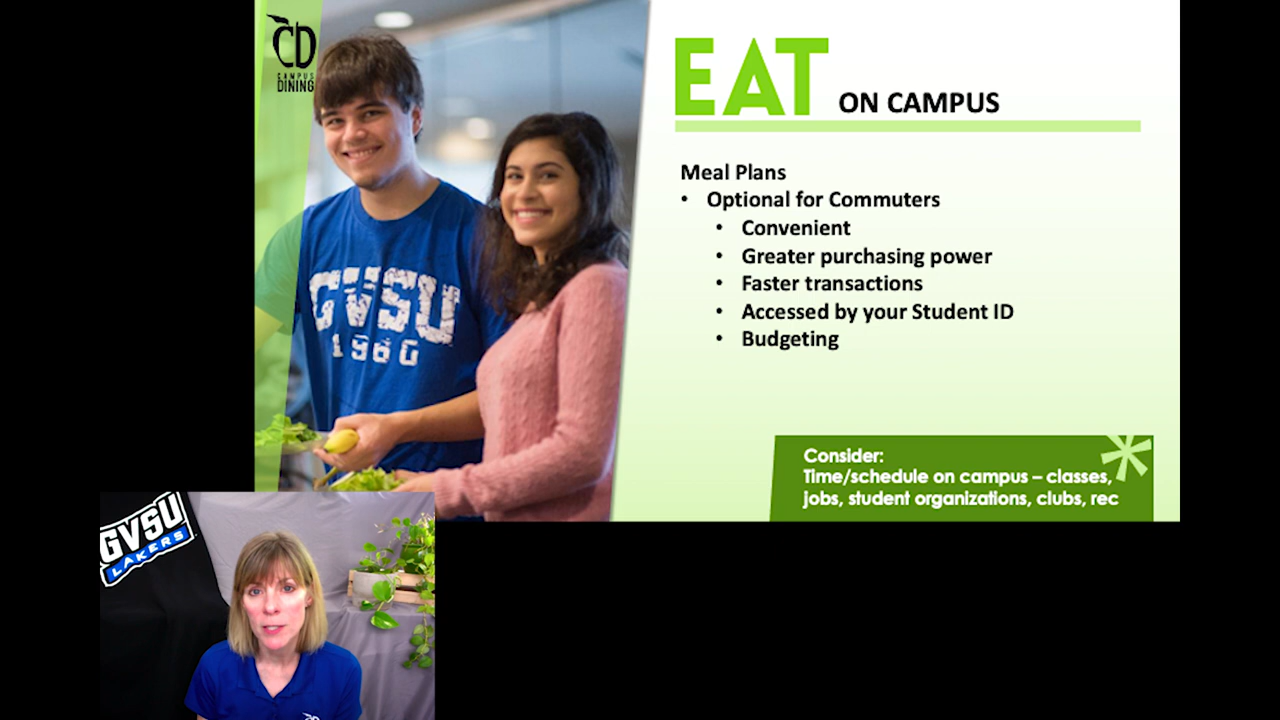 CD
CAMPUS
DINING
EAT ON CAMPUS
Meal Plans
• Optional for Commuters
• Convenient
• Greater purchasing power
• Faster transactions
• Accessed by your Student ID
• Budgeting
GVSU
1960
Consider:
Time/schedule on campus – classes,
jobs, student organizations, clubs, rec
GVSU
LAKERS